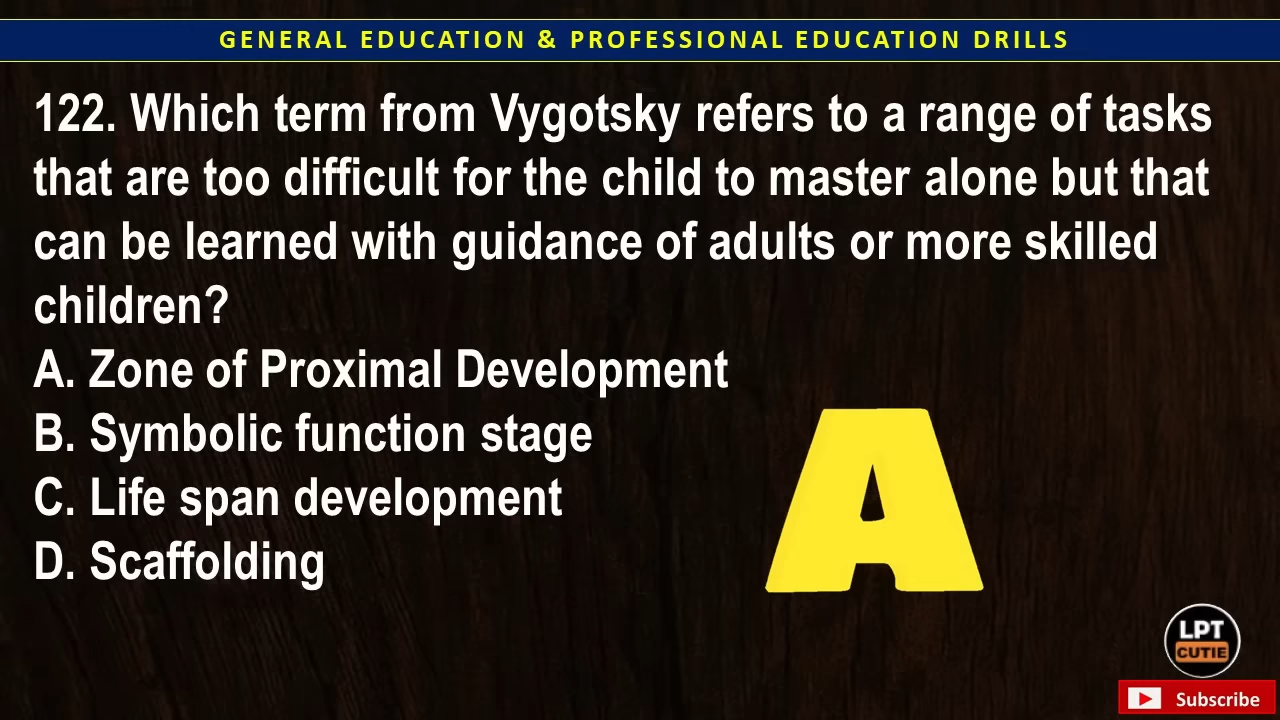 GENERAL EDUCATION & PROFESSIONAL EDUCATION DRILLS
122. Which term from Vygotsky refers to a range of tasks
that are too difficult for the child to master alone but that
can be learned with guidance of adults or more skilled
children?
A. Zone of Proximal Development
B. Symbolic function stage
C. Life span development
D. Scaffolding
A
LPT
CUTIE
Subscribe